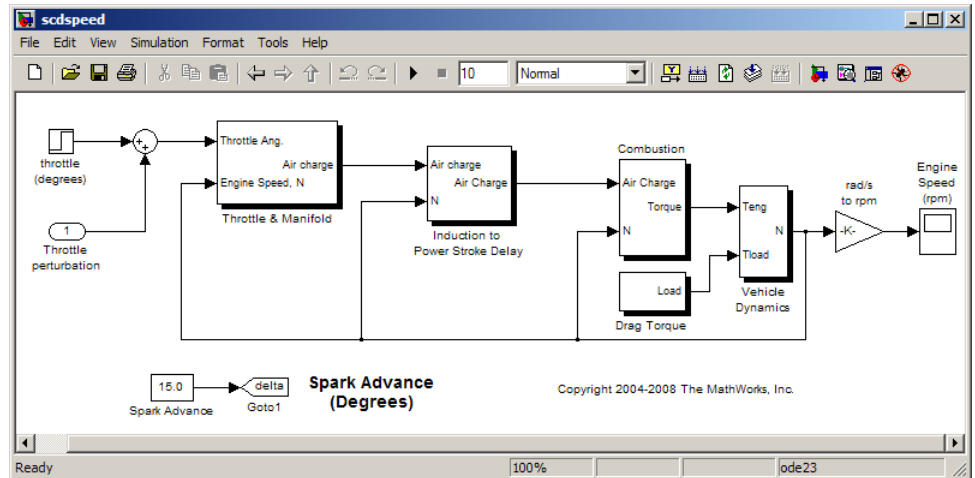 scdspeed
File Edit View Simulation Format Tools Help
10 Normal
throttle
(degrees)
1
Throttle
perturbation
Throttle Ang.
Air charge
Engine Speed, N
Throttle & Manifold
Air charge
Air Charge
N
Induction to
Power Stroke Delay
Combustion
Air Charge
Torque
N
Load
Drag Torque
Teng
N
Tload
Vehicle
Dynamics
rad/s
to rpm
-K-
Engine
Speed
(rpm)
15.0
Spark Advance
delta
Goto1
Spark Advance
(Degrees)
Copyright 2004-2008 The MathWorks, Inc.
Ready 100% ode23